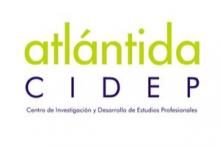 atlántida
CIDEP
Centro de Investigación y Desarrollo de Estudios Profesionales